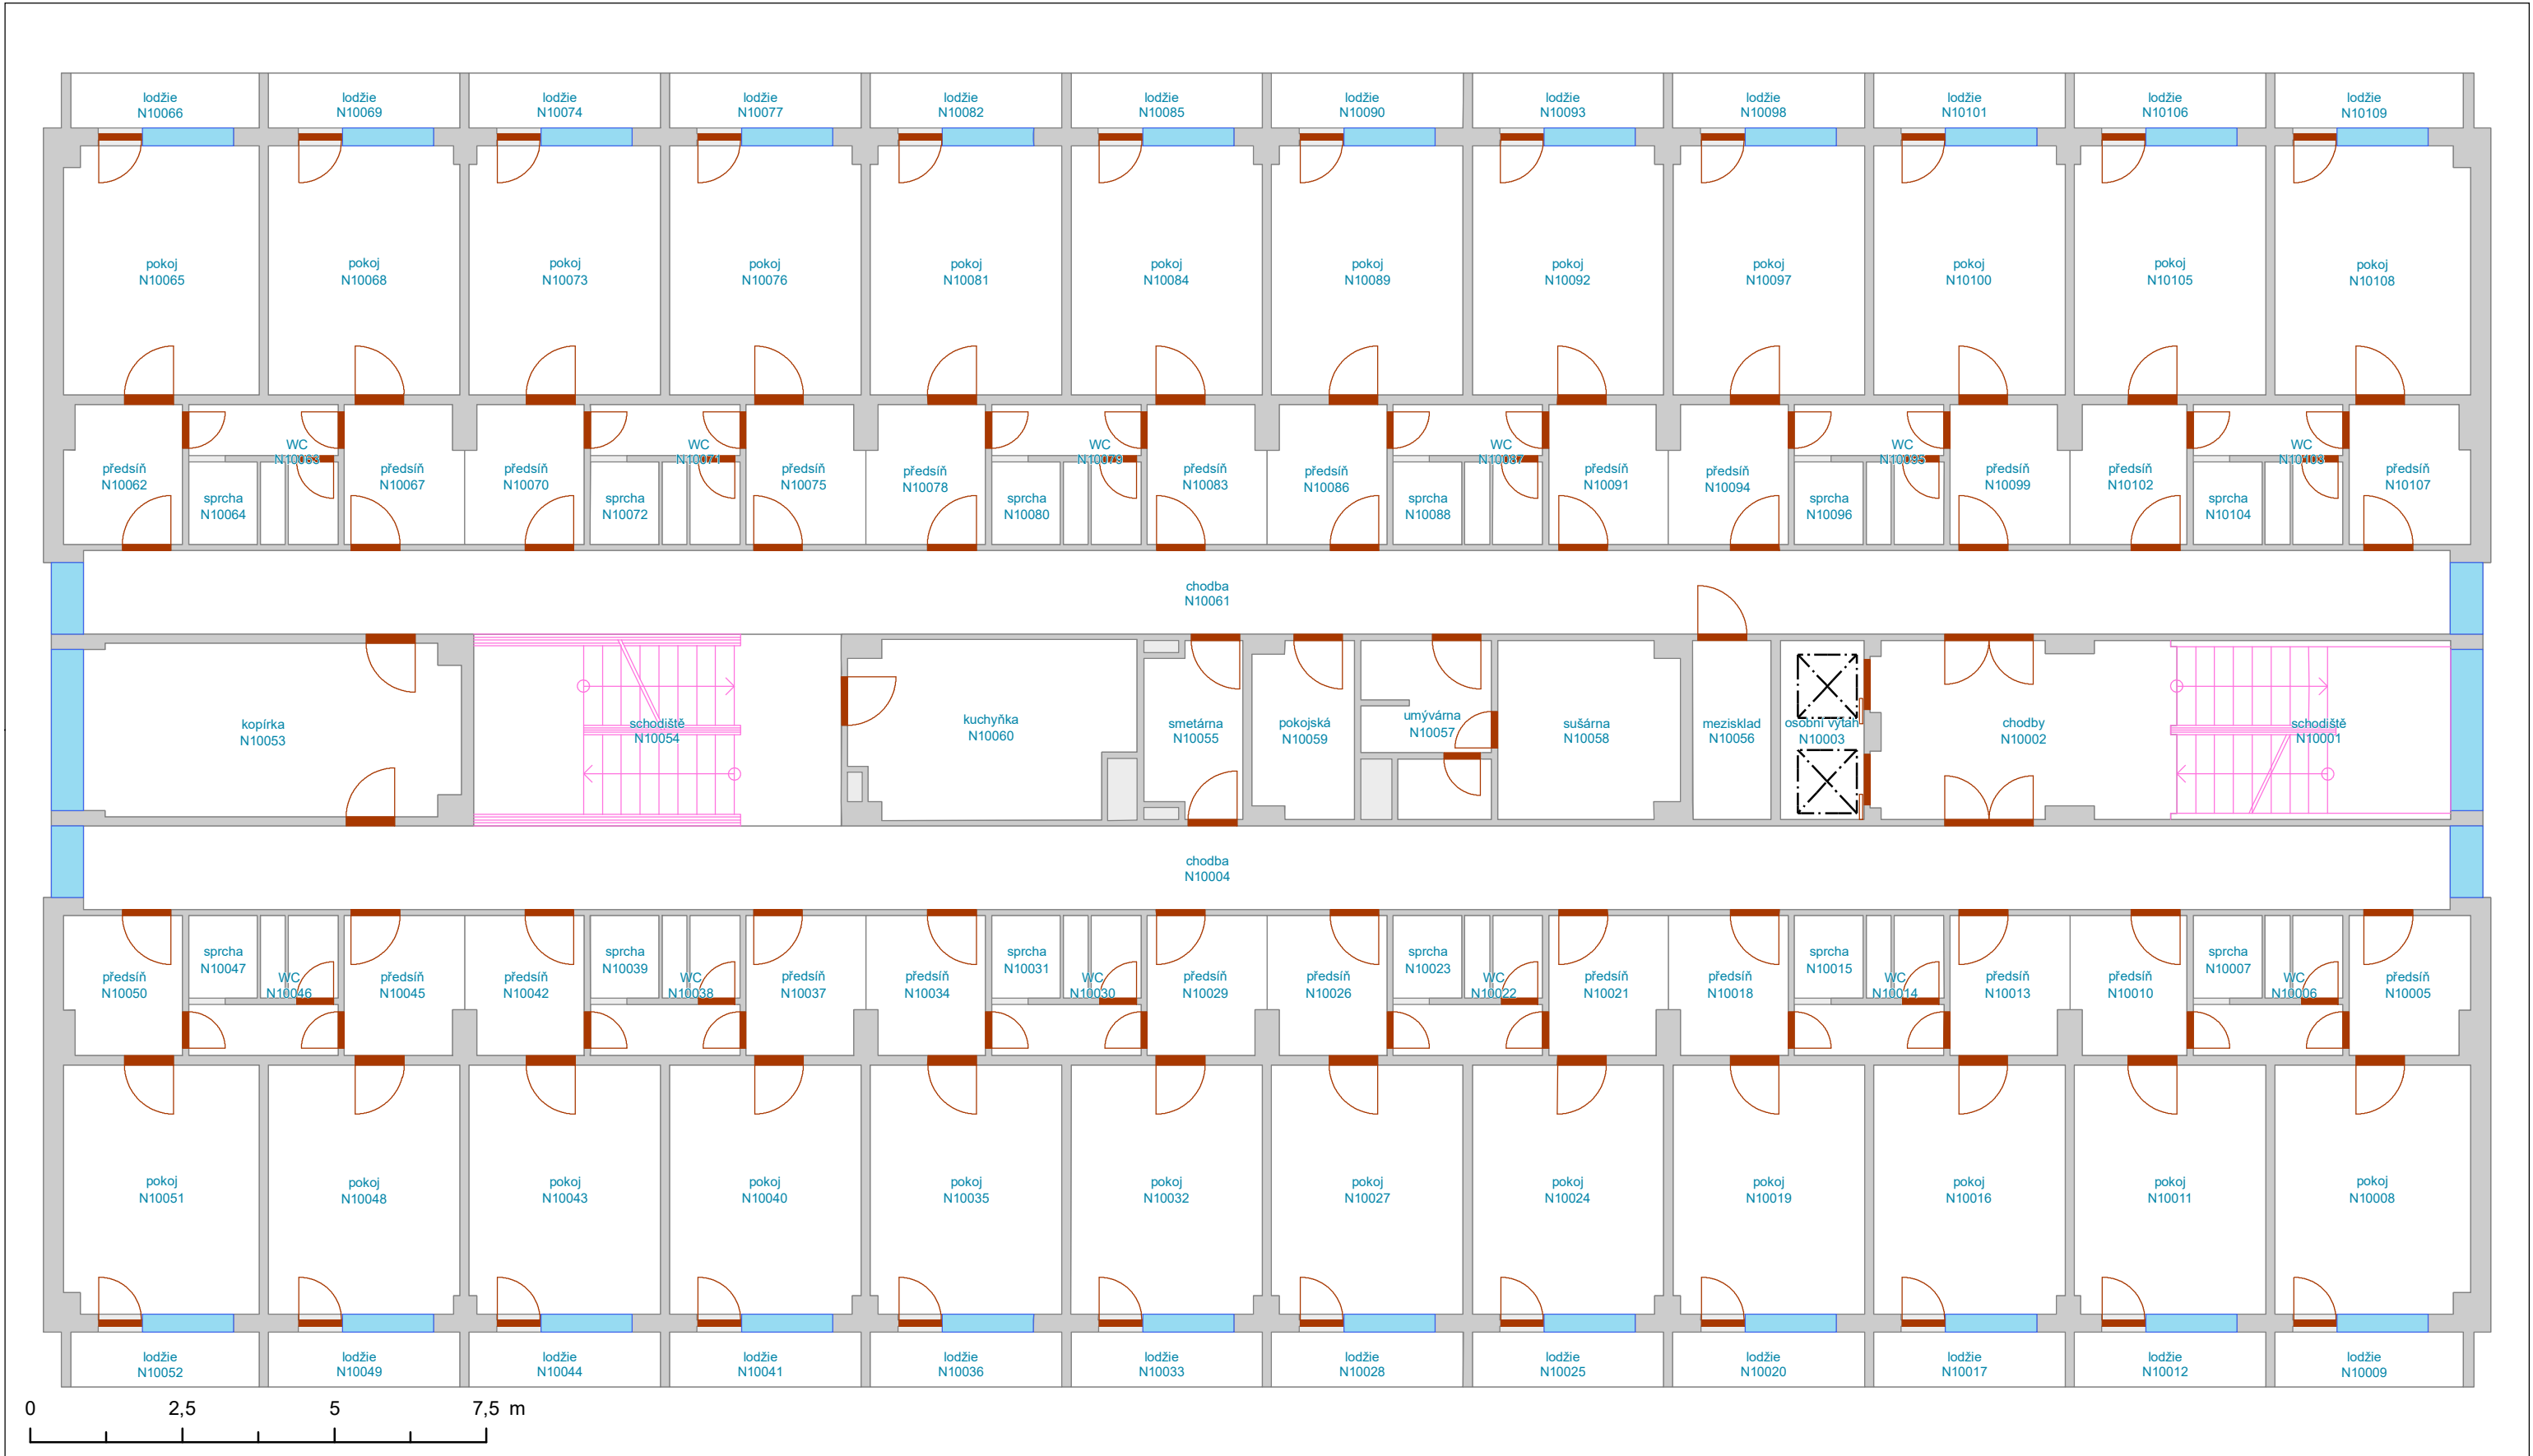 lodžie
N10066
lodžie
N10069
lodžie
N10074
lodžie
N10077
lodžie
N10082
lodžie
N10085
lodžie
N10090
lodžie
N10093
lodžie
N10098
lodžie
N10101
lodžie
N10106
lodžie
N10109
pokoj
N10065
pokoj
N10068
pokoj
N10073
pokoj
N10076
pokoj
N10081
pokoj
N10084
pokoj
N10089
pokoj
N10092
pokoj
N10097
pokoj
N10100
pokoj
N10105
pokoj
N10108
předsíň
N10062
WC
N10063
sprcha
N10064
předsíň
N10067
předsíň
N10070
WC
N10071
sprcha
N10072
předsíň
N10075
předsíň
N10078
WC
N10079
sprcha
N10080
předsíň
N10083
předsíň
N10086
WC
N10087
sprcha
N10088
předsíň
N10091
předsíň
N10094
WC
N10095
sprcha
N10096
předsíň
N10099
předsíň
N10102
WC
N10103
sprcha
N10104
předsíň
N10107
chodba
N10061
kopírka
N10053
schodiště
N10054
kuchyňka
N10060
smetárna
N10055
pokojská
N10059
umývárna
N10057
sušárna
N10058
mezisklad
N10056
osobní výtah
N10003
chodby
N10002
schodiště
N10001
chodba
N10004
předsíň
N10050
sprcha
N10047
WC
N10046
předsíň
N10045
předsíň
N10042
sprcha
N10039
WC
N10038
předsíň
N10037
předsíň
N10034
sprcha
N10031
WC
N10030
předsíň
N10029
předsíň
N10026
sprcha
N10023
WC
N10022
předsíň
N10021
předsíň
N10018
sprcha
N10015
WC
N10014
předsíň
N10013
předsíň
N10010
sprcha
N10007
WC
N10006
předsíň
N10005
pokoj
N10051
pokoj
N10048
pokoj
N10043
pokoj
N10040
pokoj
N10035
pokoj
N10032
pokoj
N10027
pokoj
N10024
pokoj
N10019
pokoj
N10016
pokoj
N10011
pokoj
N10008
lodžie
N10052
lodžie
N10049
lodžie
N10044
lodžie
N10041
lodžie
N10036
lodžie
N10033
lodžie
N10028
lodžie
N10025
lodžie
N10020
lodžie
N10017
lodžie
N10012
lodžie
N10009
0 2,5 5 7,5 m